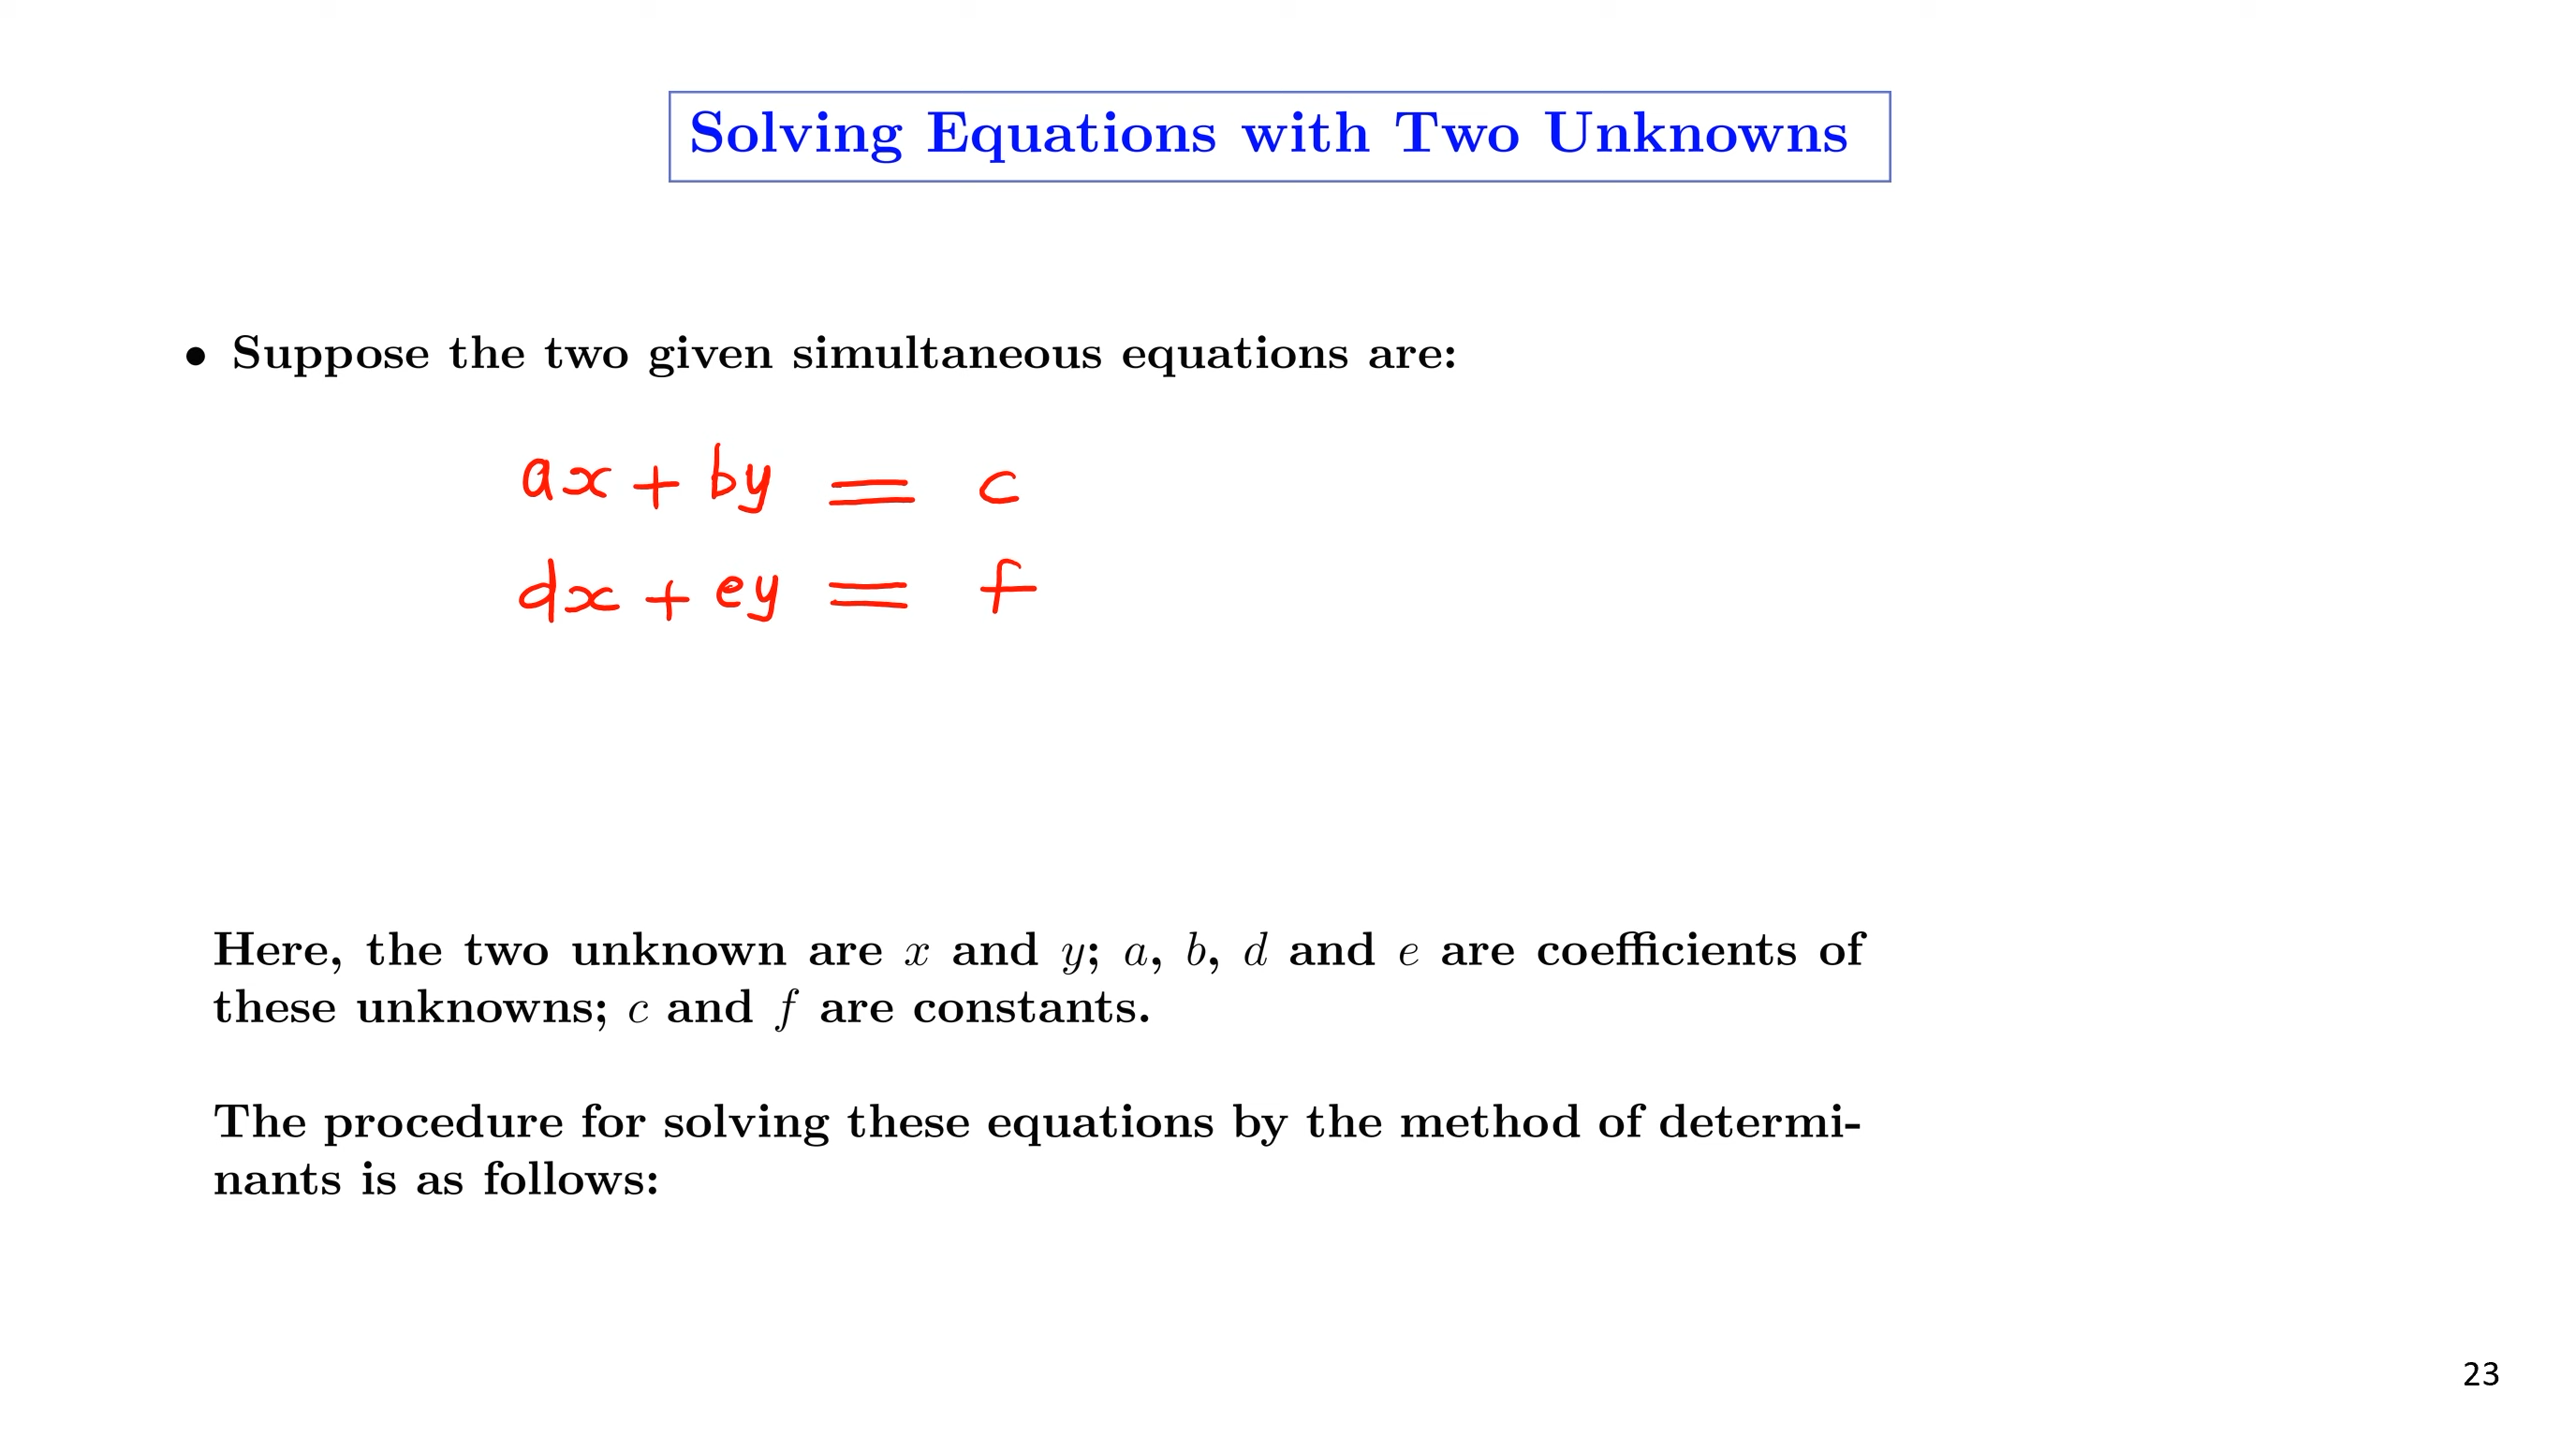 Solving Equations with Two Unknowns
• Suppose the two given simultaneous equations are:
ax + by = c
dx + ey = f
Here, the two unknown are x and y; a, b, d and e are coefficients of
these unknowns; c and f are constants.
The procedure for solving these equations by the method of determi-
nants is as follows:
23